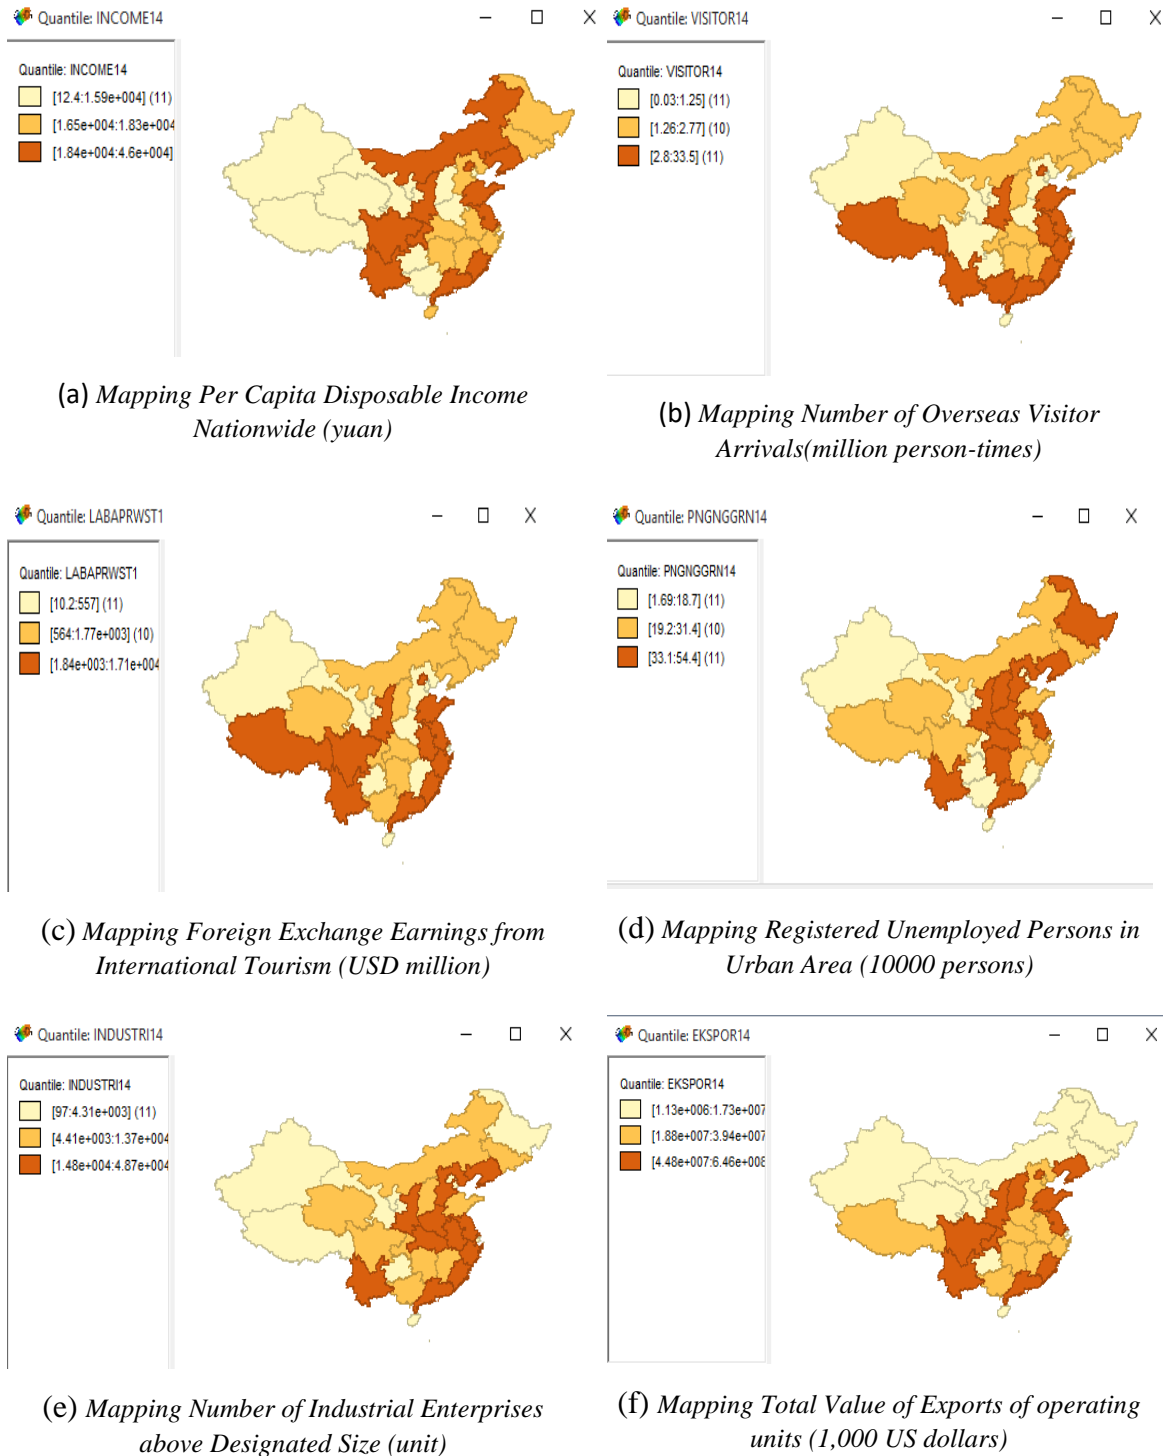 Quantile: INCOME14
Quantile: INCOME14
[12.4:1.59e+004] (11)
[1.65e+004:1.83e+004
[1.84e+004:4.6e+004]
(a) Mapping Per Capita Disposable Income
Nationwide (yuan)
Quantile: VISITOR14
Quantile: VISITOR14
[0.03:1.25] (11)
[1.26:2.77] (10)
[2.8:33.5] (11)
(b) Mapping Number of Overseas Visitor
Arrivals(million person-times)
Quantile: LABAPRWST1
Quantile: LABAPRWST1
[10.2:557] (11)
[564:1.77e+003] (10)
[1.84e+003:1.71e+004
(c) Mapping Foreign Exchange Earnings from
International Tourism (USD million)
Quantile: PNGNGGRN14
Quantile: PNGNGGRN14
[1.69:18.7] (11)
[19.2:31.4] (10)
[33.1:54.4] (11)
(d) Mapping Registered Unemployed Persons in
Urban Area (10000 persons)
Quantile: INDUSTRI14
Quantile: INDUSTRI14
[97:4.31e+003] (11)
[4.41e+003:1.37e+004
[1.48e+004:4.87e+004
(e) Mapping Number of Industrial Enterprises
above Designated Size (unit)
Quantile: EKSPOR14
Quantile: EKSPOR14
[1.13e+006:1.73e+007
[1.88e+007:3.94e+007
[4.48e+007:6.46e+008
(f) Mapping Total Value of Exports of operating
units (1,000 US dollars)